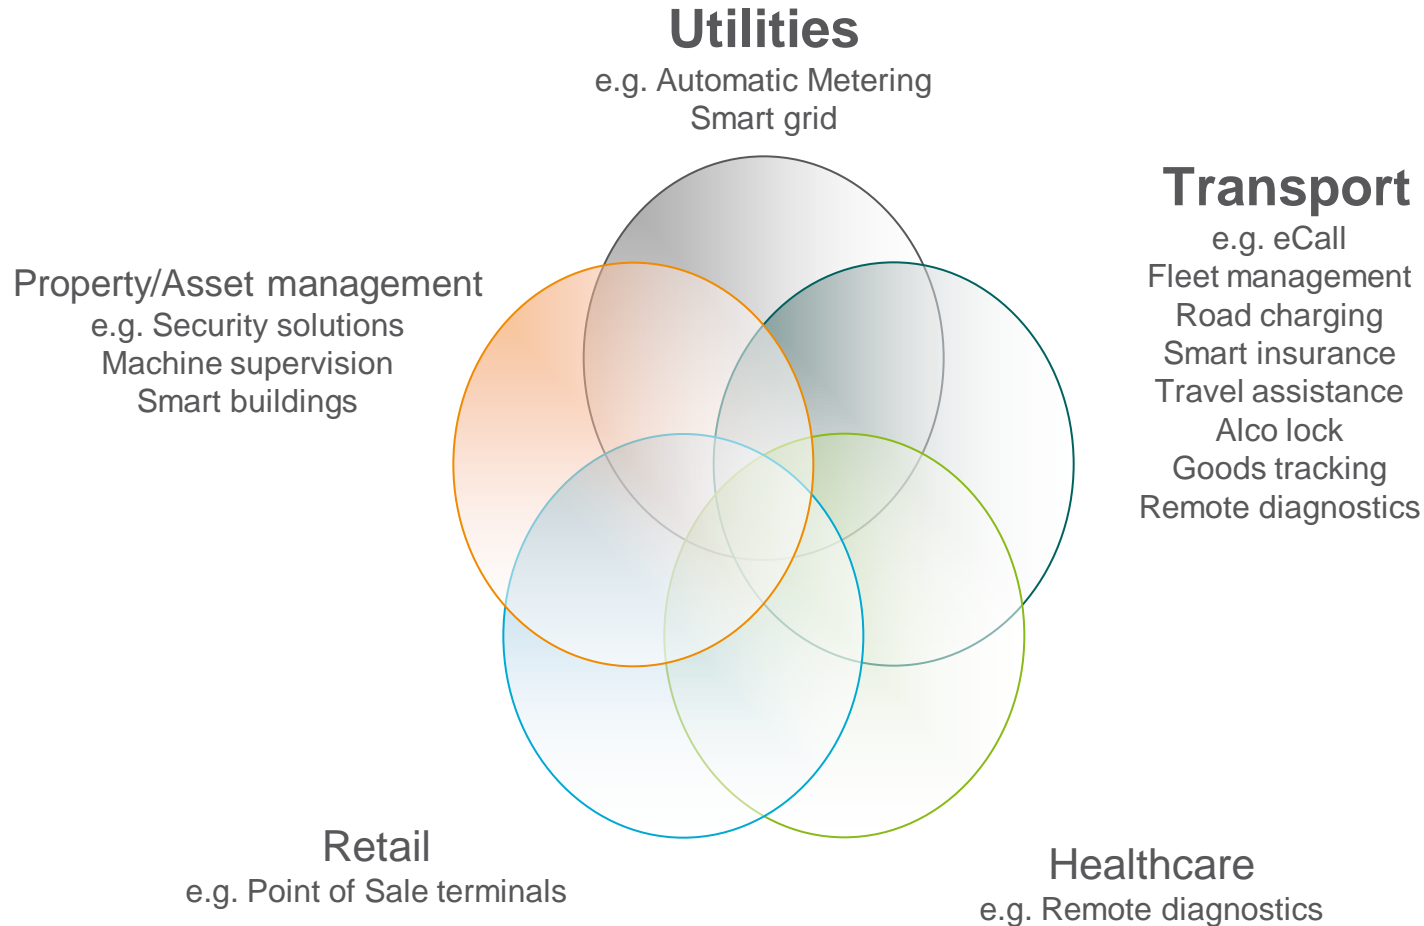 Utilities
e.g. Automatic Metering
Smart grid
Transport
e.g. eCall
Fleet management
Road charging
Smart insurance
Travel assistance
Alco lock
Goods tracking
Remote diagnostics
Property/Asset management
e.g. Security solutions
Machine supervision
Smart buildings
Retail
e.g. Point of Sale terminals
Healthcare
e.g. Remote diagnostics